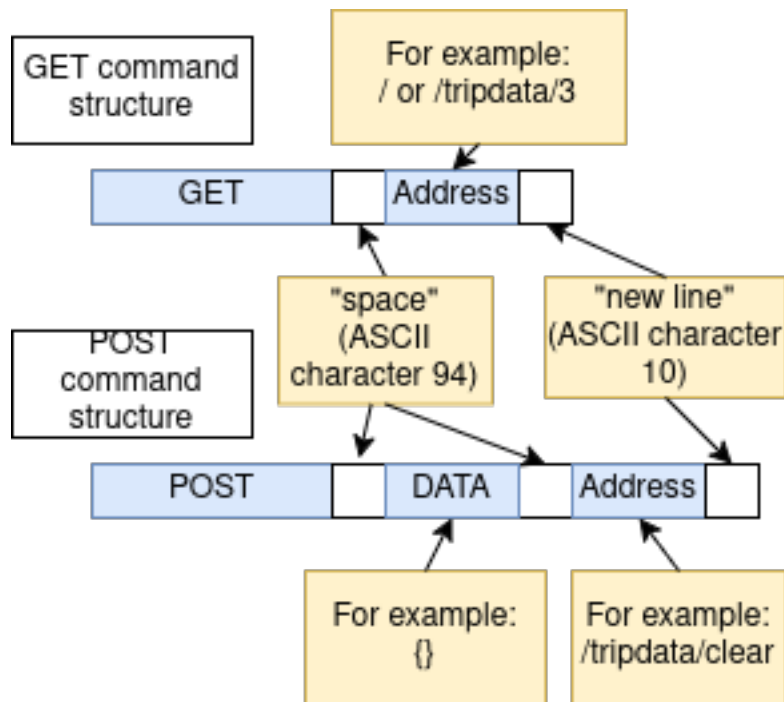 GET command
structure
For example:
/ or /tripdata/3
GET
Address
"space"
(ASCII
character 94)
"new line"
(ASCII character
10)
POST
command
structure
POST
DATA
Address
For example:
{}
For example:
/tripdata/clear